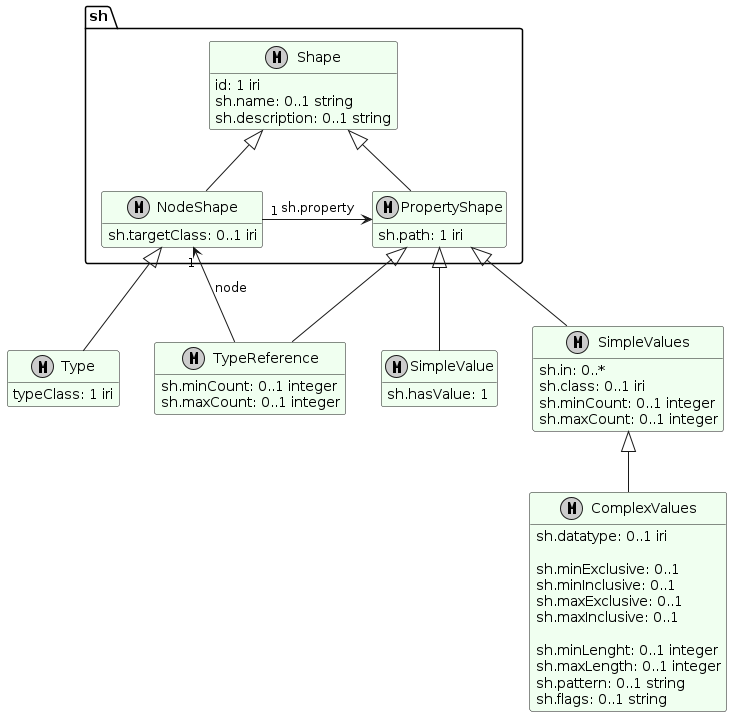 sh
M Shape
id: 1 iri
sh.name: 0..1 string
sh.description: 0..1 string
M NodeShape
sh.targetClass: 0..1 iri
1 sh.property
M PropertyShape
sh.path: 1 iri
1
node
M Type
typeClass: 1 iri
M TypeReference
sh.minCount: 0..1 integer
sh.maxCount: 0..1 integer
M SimpleValue
sh.hasValue: 1
M SimpleValues
sh.in: 0..*
sh.class: 0..1 iri
sh.minCount: 0..1 integer
sh.maxCount: 0..1 integer
M ComplexValues
sh.datatype: 0..1 iri
sh.minExclusive: 0..1
sh.minInclusive: 0..1
sh.maxExclusive: 0..1
sh.maxInclusive: 0..1
sh.minLenght: 0..1 integer
sh.maxLength: 0..1 integer
sh.pattern: 0..1 string
sh.flags: 0..1 string